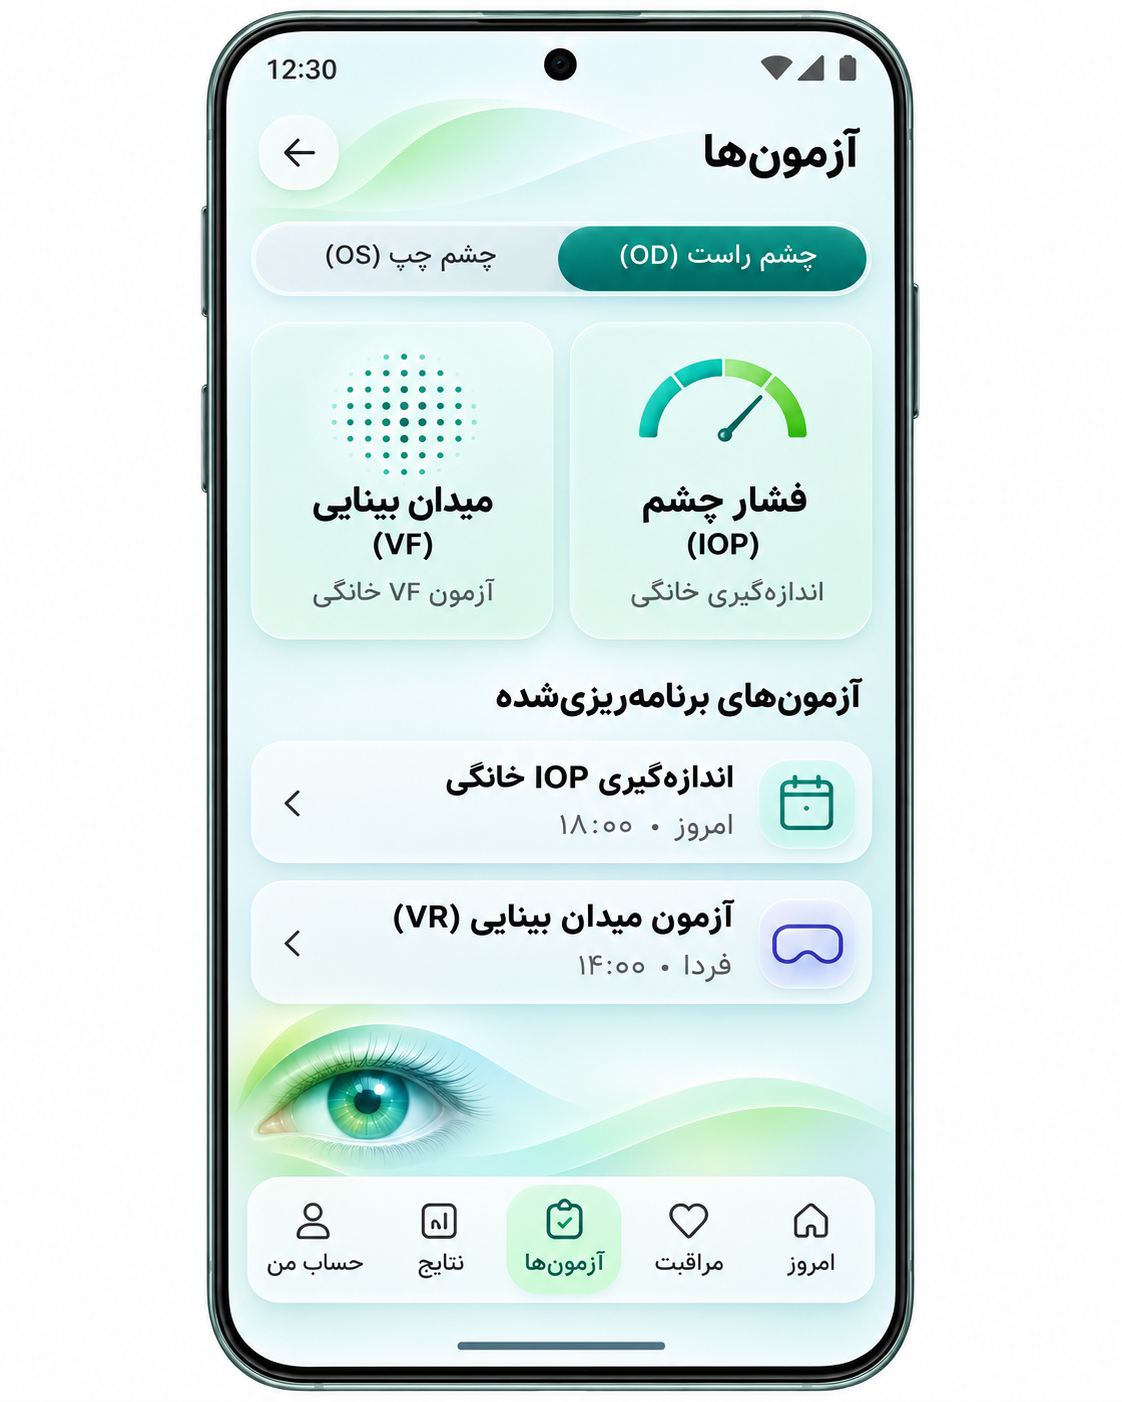 12:30
آزمون‌ها
چشم راست (OD)
چشم چپ (OS)
فشار چشم
(IOP)
اندازه‌گیری خانگی
میدان بینایی
(VF)
آزمون VF خانگی
آزمون‌های برنامه‌ریزی‌شده
اندازه‌گیری IOP خانگی
امروز • ۱۸:۰۰
آزمون میدان بینایی (VR)
فردا • ۱۴:۰۰
امروز
مراقبت
آزمون‌ها
نتایج
حساب من